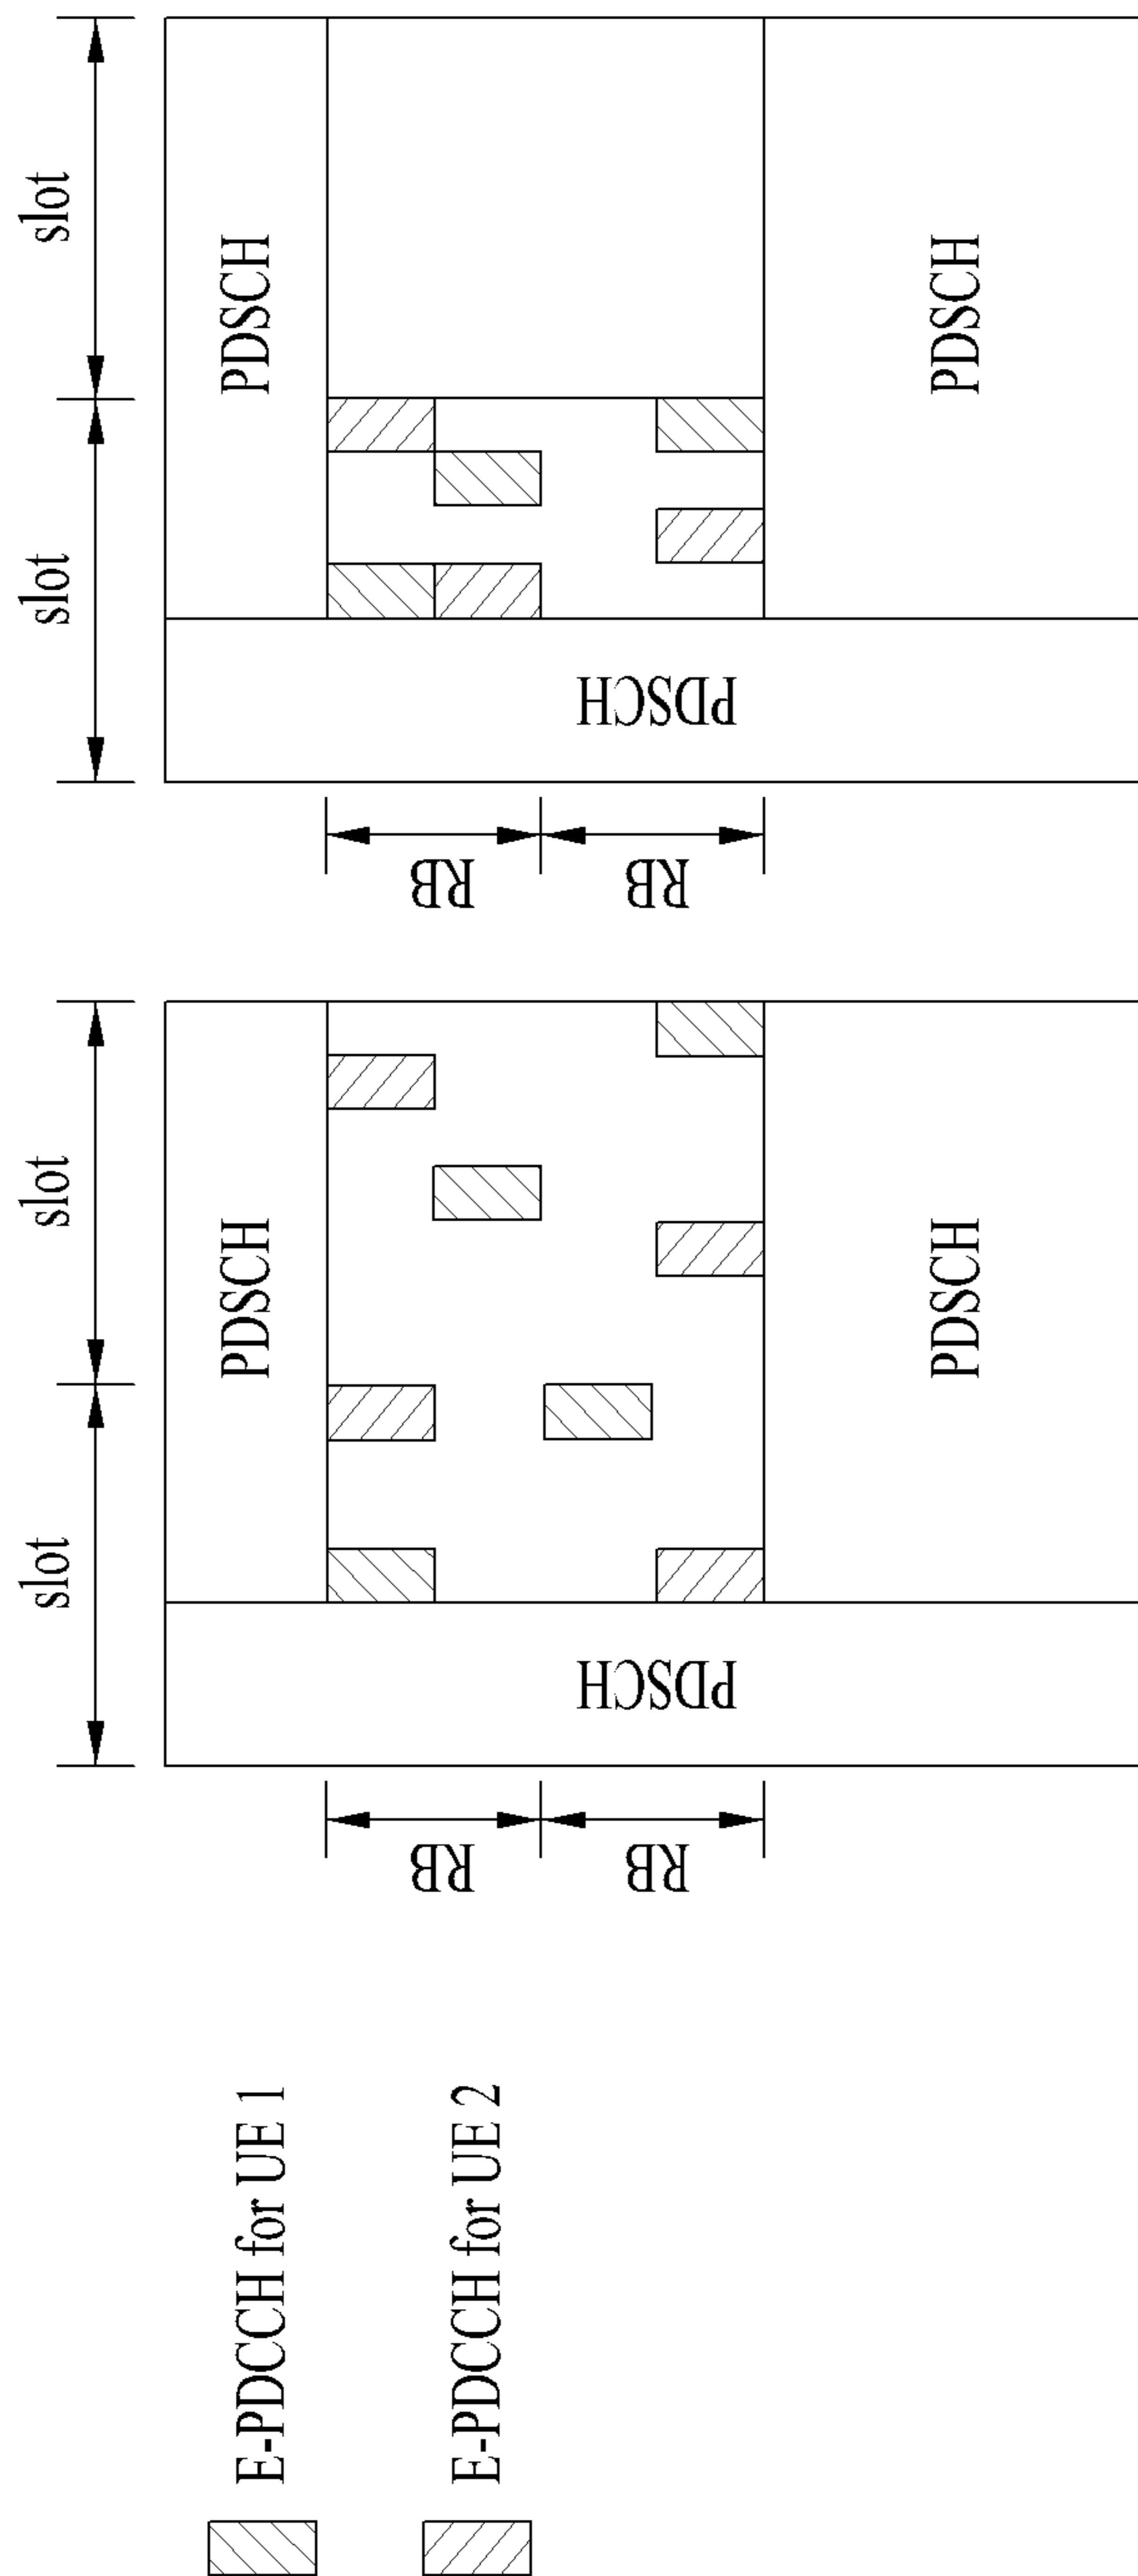 E-PDCCH for UE 1
E-PDCCH for UE 2
slot
slot
PDSCH
RB
RB
PDSCH
PDSCH
slot
slot
PDSCH
RB
RB
PDSCH
PDSCH